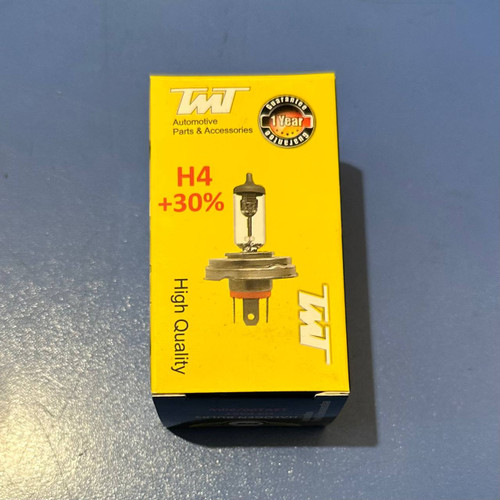 TMT
Automotive
Parts & Accessories
Guarantee
1 Year
Guarantee
H4
+30%
High Quality
TMT